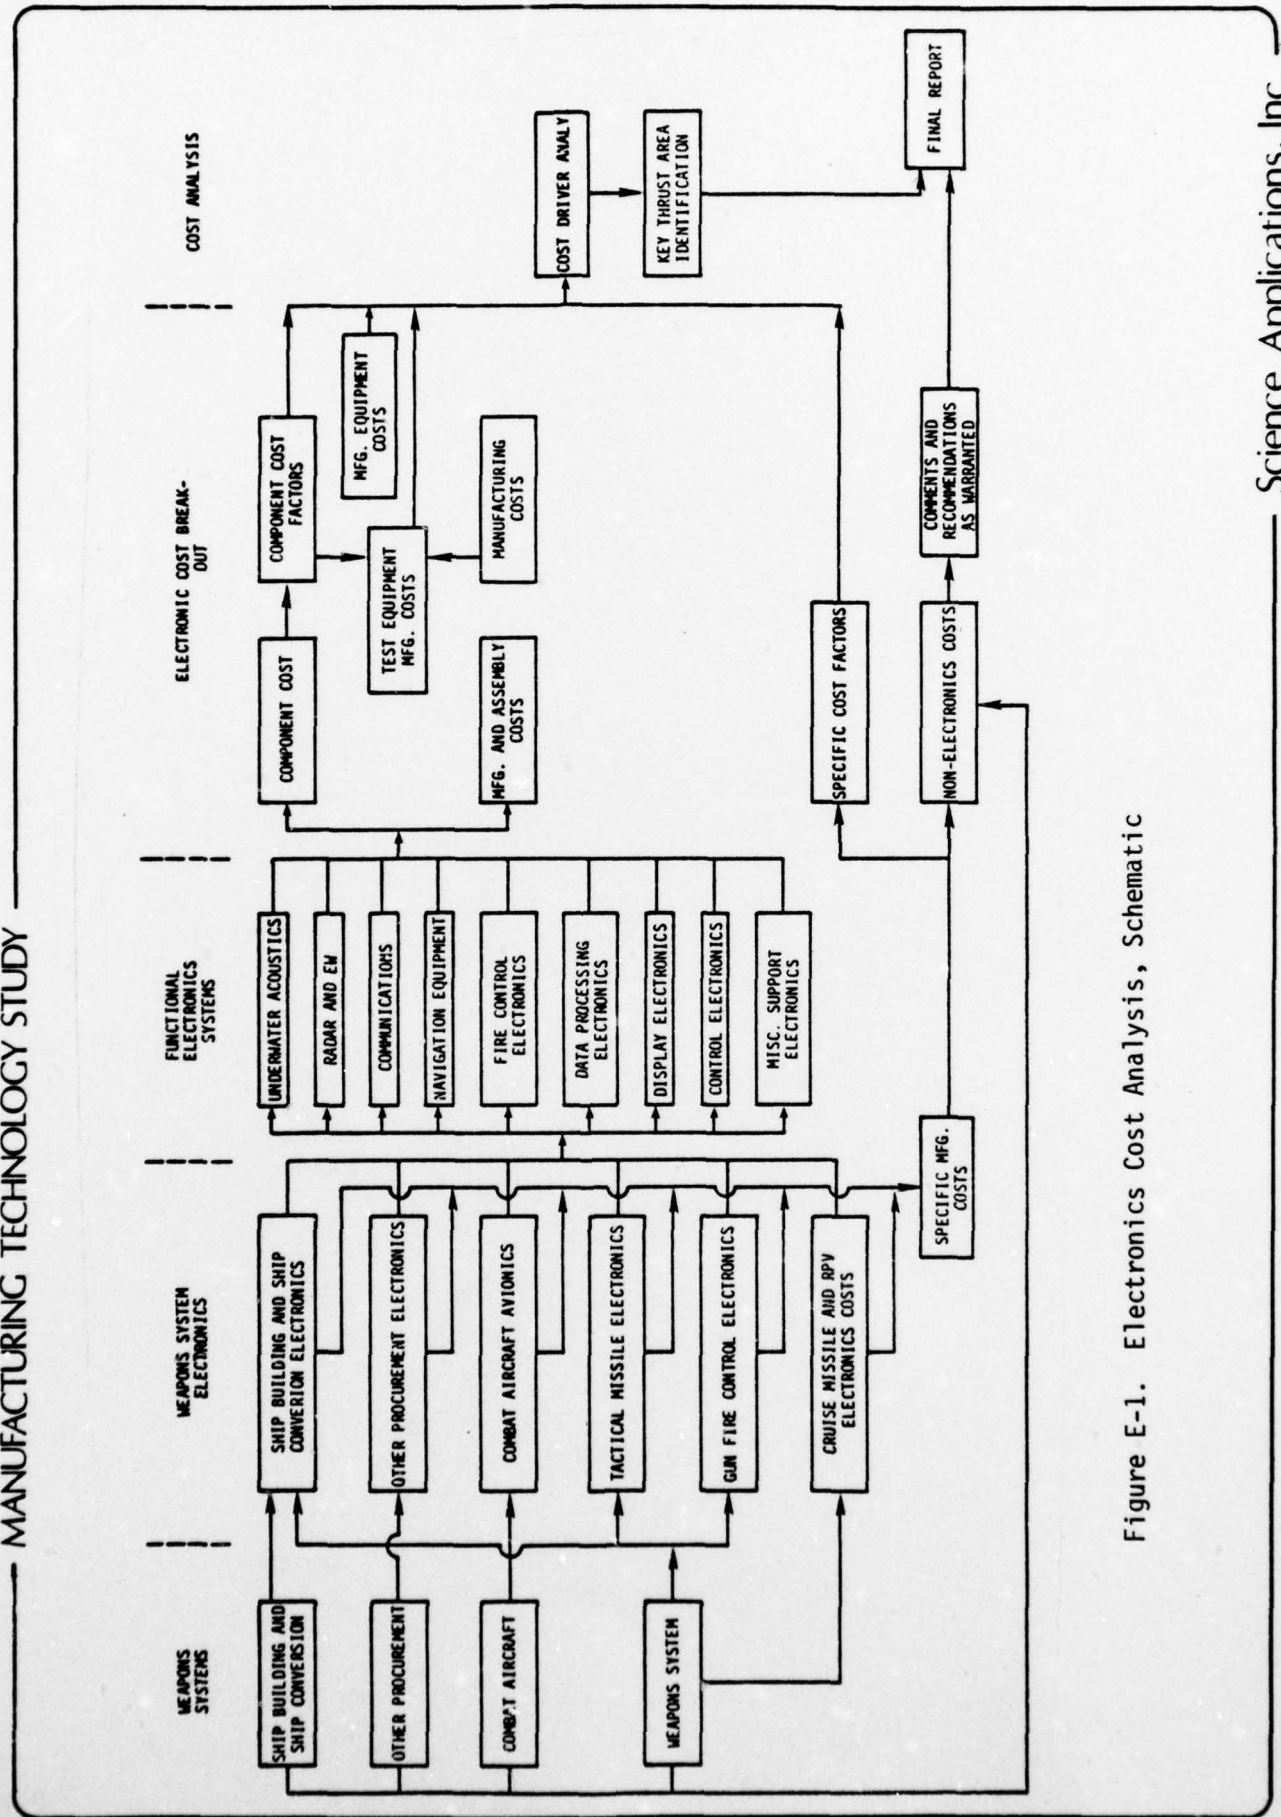 MANUFACTURING TECHNOLOGY STUDY
WEAPONS
SYSTEMS
WEAPONS SYSTEM
ELECTRONICS
FUNCTIONAL
ELECTRONICS
SYSTEMS
ELECTRONIC COST BREAK-
OUT
COST ANALYSIS
SHIP BUILDING AND
SHIP CONVERSION
OTHER PROCUREMENT
COMBAT AIRCRAFT
WEAPONS SYSTEM
SHIP BUILDING AND SHIP
CONVERION ELECTRONICS
OTHER PROCUREMENT ELECTRONICS
COMBAT AIRCRAFT AVIONICS
TACTICAL MISSILE ELECTRONICS
GUN FIRE CONTROL ELECTRONICS
CRUISE MISSILE AND RPV
ELECTRONICS COSTS
SPECIFIC MFG.
COSTS
UNDERWATER ACOUSTICS
RADAR AND EW
COMMUNICATIONS
NAVIGATION EQUIPMENT
FIRE CONTROL
ELECTRONICS
DATA PROCESSING
ELECTRONICS
DISPLAY ELECTRONICS
CONTROL ELECTRONICS
MISC. SUPPORT
ELECTRONICS
COMPONENT COST
MFG. AND ASSEMBLY
COSTS
COMPONENT COST
FACTORS
TEST EQUIPMENT
MFG. COSTS
MANUFACTURING
COSTS
MFG. EQUIPMENT
COSTS
SPECIFIC COST FACTORS
NON-ELECTRONICS COSTS
COMMENTS AND
RECOMMENDATIONS
AS WARRANTED
COST DRIVER ANALY
KEY THRUST AREA
IDENTIFICATION
FINAL REPORT
Figure E-1. Electronics Cost Analysis, Schematic
Science Applications, Inc.